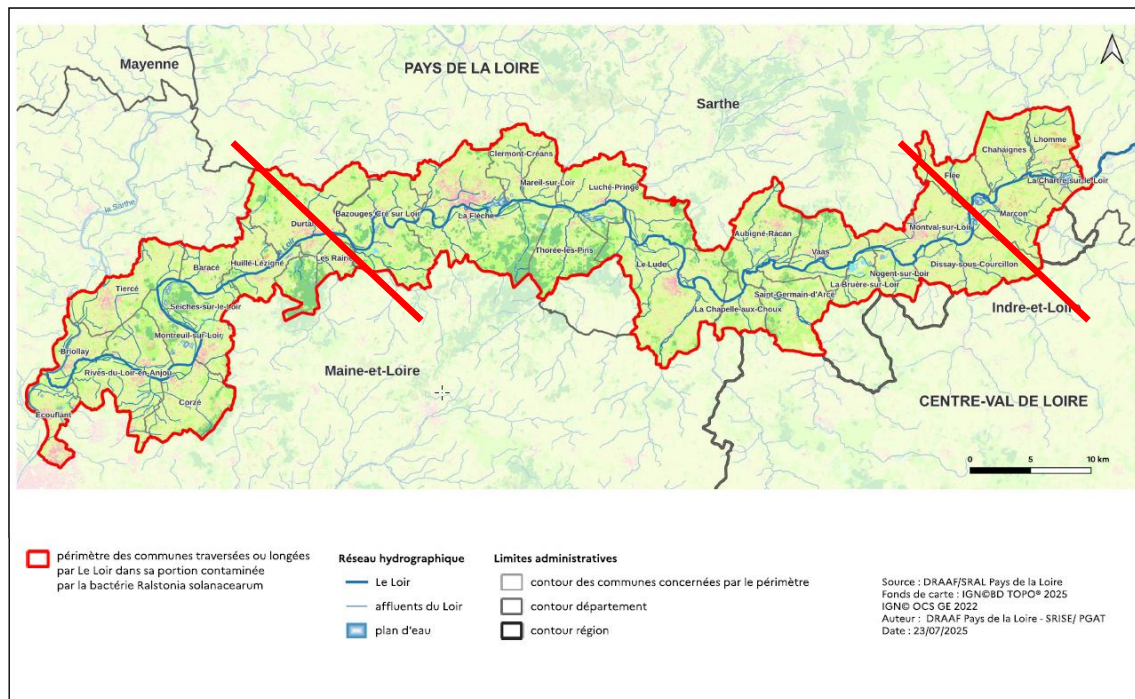 Mayenne
PAYS DE LA LOIRE
Sarthe
la Sarthe
Lhomme
Chahaignes
Clermont-Créans
Flée
La Chartre-sur-le-Loir
Mareil-sur-Loir
Luché-Pringé
Marçon
Bazouges Cré sur Loir
La Flèche
Durtal
Montval-sur-Loir
Aubigné-Racan
Vaas
Thorée-les-Pins
Les Rairies
Le Loir
Huillé-Lézigné
Baracé
Le Lude
Dissay-sous-Courcillon
Nogent-sur-Loir
La Bruère-sur-Loir
Tiercé
Saint-Germain-d'Arcé
Seiches-sur-le-Loir
La Chapelle-aux-Choux
Indre-et-Loir
Montreuil-sur-Loir
Briollay
Rives-du-Loir-en-Anjou
Maine-et-Loire
Corzé
CENTRE-VAL DE LOIRE
Écouflant
0 5 10 km
périmètre des communes traversées ou longées
par Le Loir dans sa portion contaminée
par la bactérie Ralstonia solanacearum
Réseau hydrographique
Le Loir
affluents du Loir
plan d'eau
Limites administratives
contour des communes concernées par le périmètre
contour département
contour région
Source : DRAAF/SRAL Pays de la Loire
Fonds de carte : IGN©BD TOPO® 2025
IGN© OCS GE 2022
Auteur : DRAAF Pays de la Loire - SRISE/ PGAT
Date : 23/07/2025